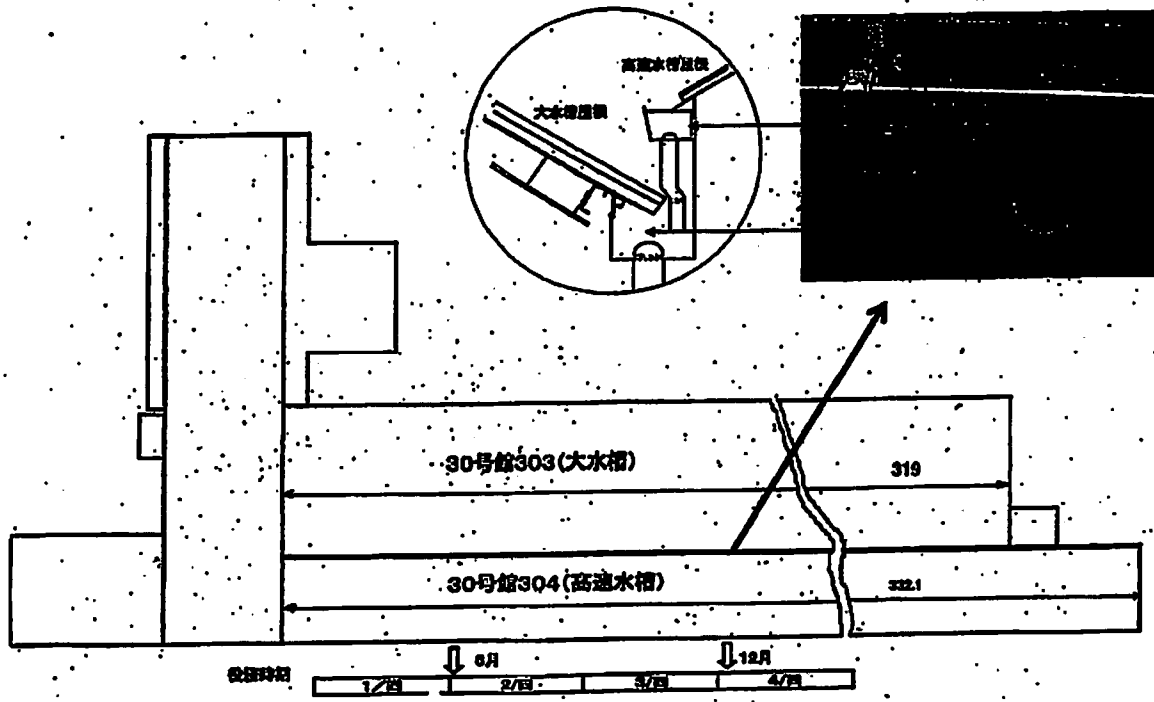 高速水槽屋根
大水槽屋根
30号館303(大水槽)
319
30号館304(高速水槽)
332.1
6月
12月
1/四
2/四
3/四
4/四